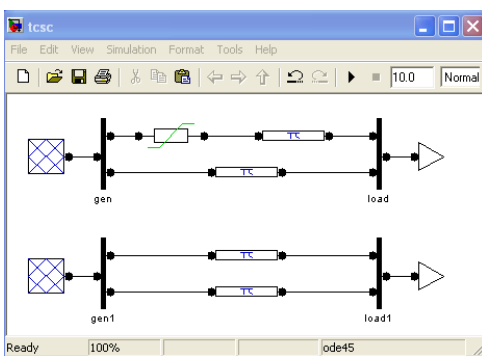 tcsc
File Edit View Simulation Format Tools Help
10.0 Normal
π
π
gen load
π
π
gen1 load1
Ready 100% ode45